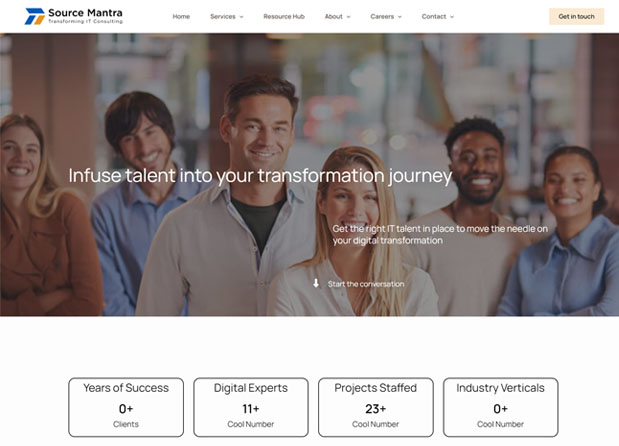 Source Mantra
Transforming IT Consulting
Home
Services
Resource Hub
About
Careers
Contact
Get in touch
Infuse talent into your transformation journey
Get the right IT talent in place to move the needle on
your digital transformation
Start the conversation
Years of Success
0+
Clients
Digital Experts
11+
Cool Number
Projects Staffed
23+
Cool Number
Industry Verticals
0+
Cool Number